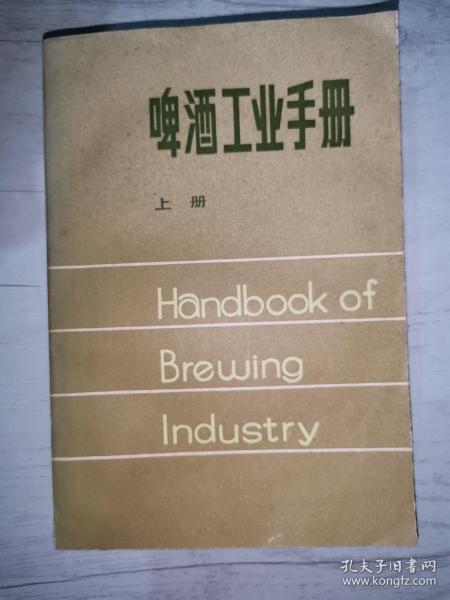 啤酒工业手册
上 册
Handbook of
Brewing
Industry
孔夫子旧书网
www.kongfz.com